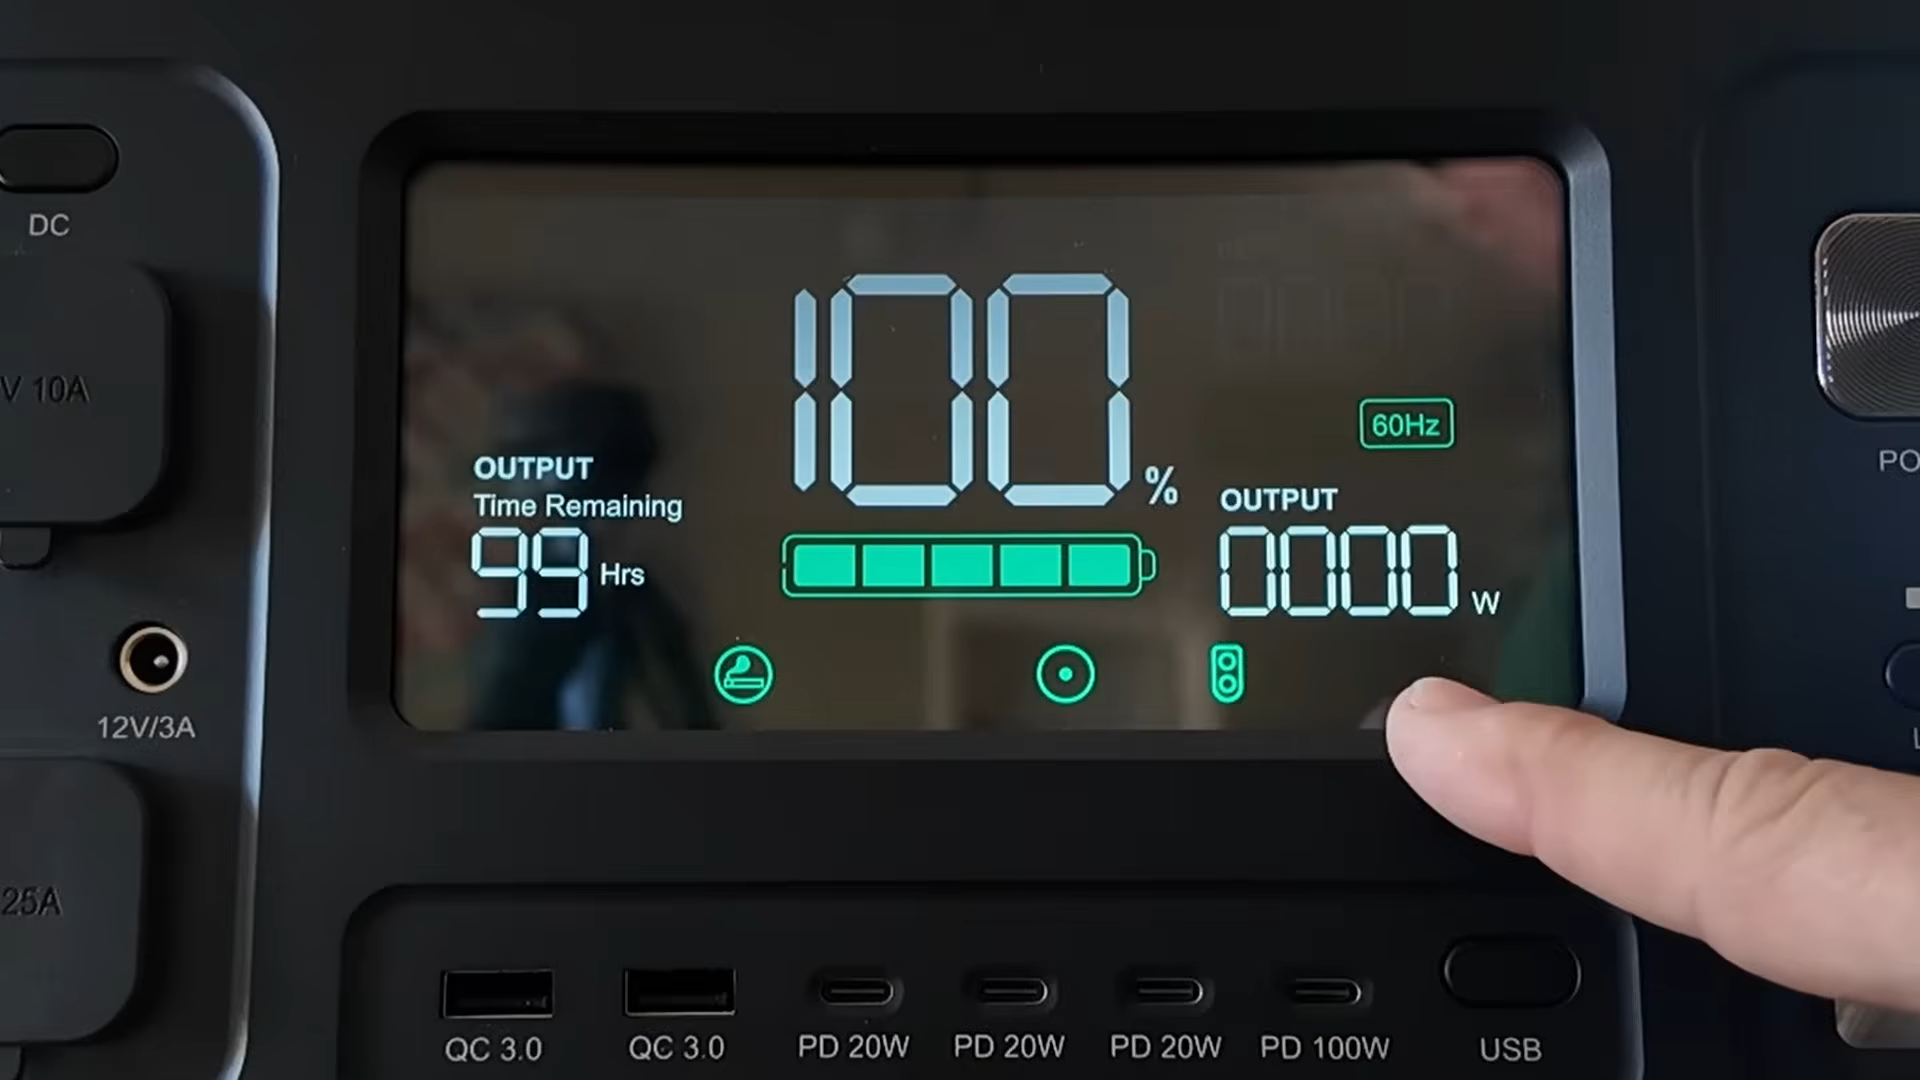 DC
V 10A
12V/3A
25A
100%
60Hz
OUTPUT
Time Remaining
99 Hrs
OUTPUT
0000 W
PO
QC 3.0
QC 3.0
PD 20W
PD 20W
PD 20W
PD 100W
USB